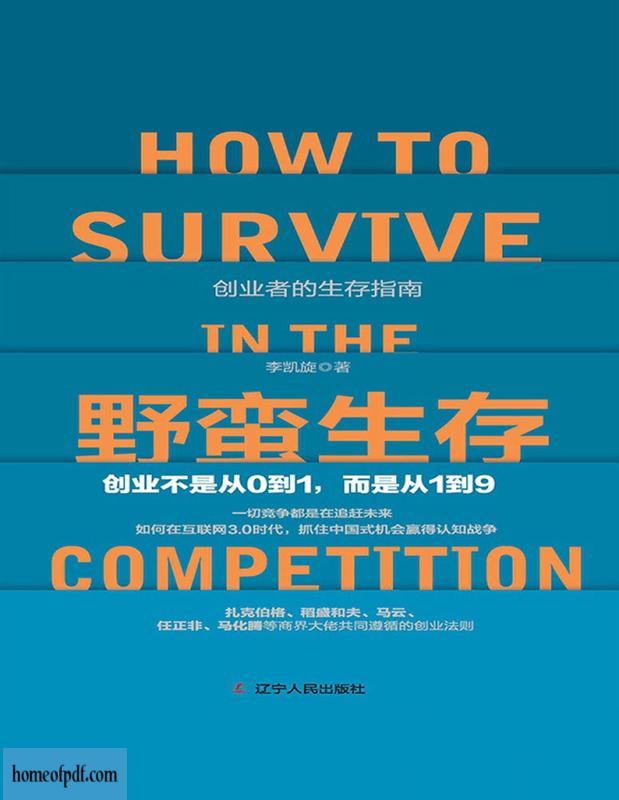 HOW TO
SURVIVE
创业者的生存指南
IN THE
李凯旋◎著
野蛮生存
创业不是从0到1，而是从1到9
一切竞争都是在追赶未来
如何在互联网3.0时代，抓住中国式机会赢得认知战争
COMPETITION
扎克伯格、稻盛和夫、马云、
任正非、马化腾等商界大佬共同遵循的创业法则
辽宁人民出版社
homeofpdf.com